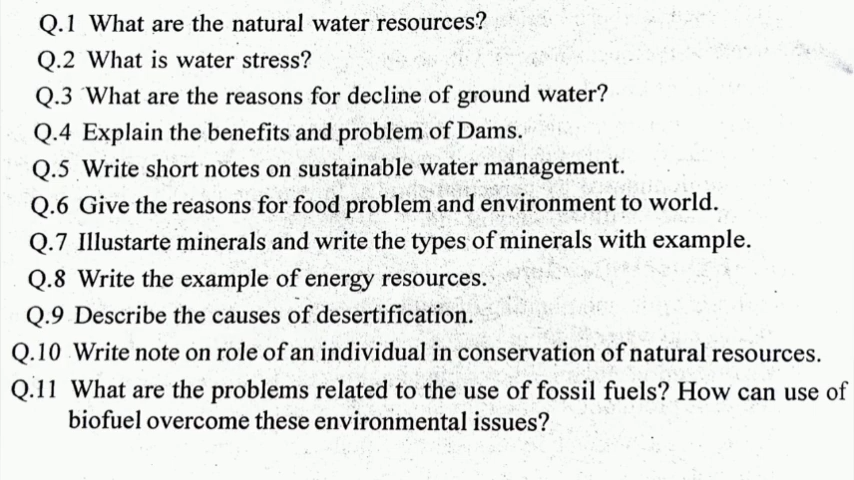 Q.1 What are the natural water resources?
Q.2 What is water stress?
Q.3 What are the reasons for decline of ground water?
Q.4 Explain the benefits and problem of Dams.
Q.5 Write short notes on sustainable water management.
Q.6 Give the reasons for food problem and environment to world.
Q.7 Illustarte minerals and write the types of minerals with example.
Q.8 Write the example of energy resources.
Q.9 Describe the causes of desertification.
Q.10 Write note on role of an individual in conservation of natural resources.
Q.11 What are the problems related to the use of fossil fuels? How can use of
biofuel overcome these environmental issues?